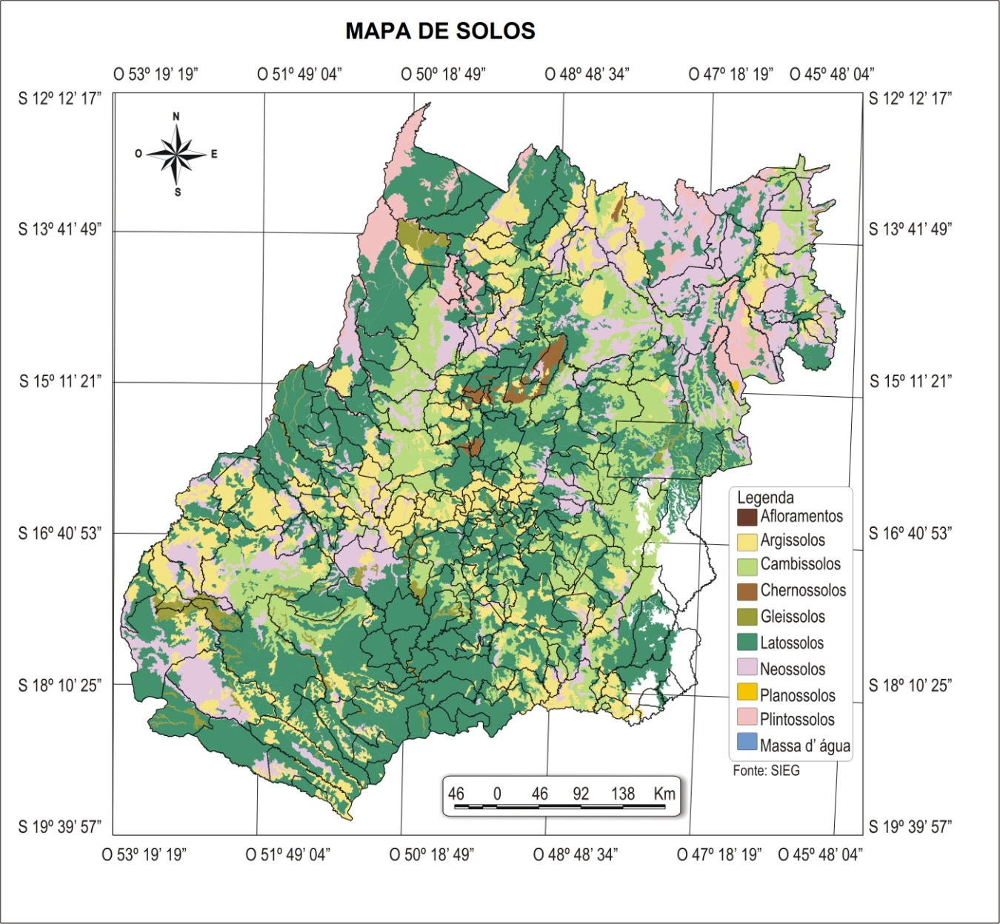 MAPA DE SOLOS
O 53º 19' 19” O 51º 49' 04” O 50º 18' 49” O 48º 48' 34” O 47º 18' 19” O 45º 48' 04”
S 12º 12' 17” S 12º 12' 17”
N
O E
S
S 13º 41' 49” S 13º 41' 49”
S 15º 11' 21” S 15º 11' 21”
Legenda
Afloramentos
S 16º 40' 53” S 16º 40' 53”
Argissolos
Cambissolos
Chernossolos
Gleissolos
Latossolos
Neossolos
S 18º 10' 25” S 18º 10' 25”
Planossolos
Plintossolos
Massa d' água
Fonte: SIEG
46 0 46 92 138 Km
S 19º 39' 57” S 19º 39' 57”
O 53º 19' 19” O 51º 49' 04” O 50º 18' 49” O 48º 48' 34” O 47º 18' 19” O 45º 48' 04”